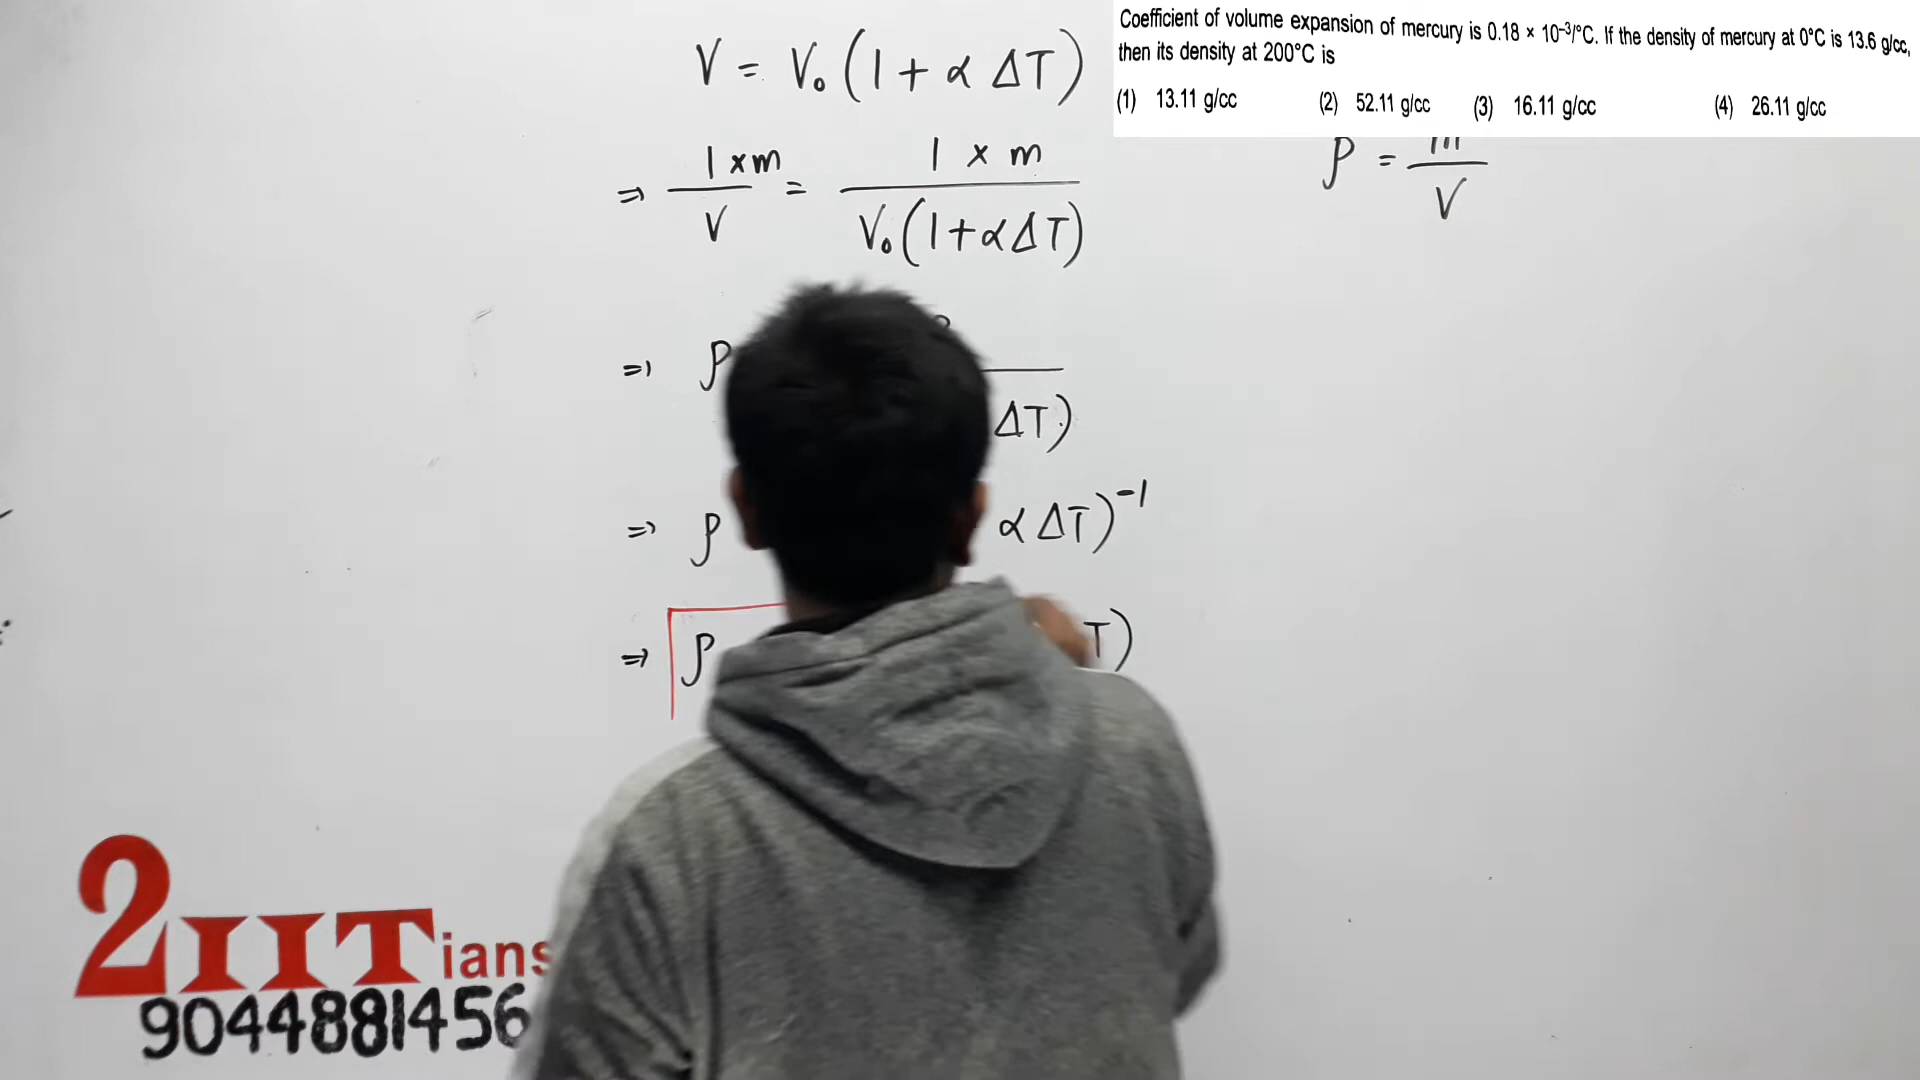 Coefficient of volume expansion of mercury is 0.18 × 10⁻³/°C. If the density of mercury at 0°C is 13.6 g/cc,
then its density at 200°C is
(1) 13.11 g/cc (2) 52.11 g/cc (3) 16.11 g/cc (4) 26.11 g/cc
V = V₀ (1 + α ΔT)
⇒ 1 × m / V = 1 × m / V₀ (1 + α ΔT)
ρ = m / V
⇒ ρ ΔT)
⇒ ρ α ΔT)⁻¹
⇒ ρ T)
2IITians
9044881456